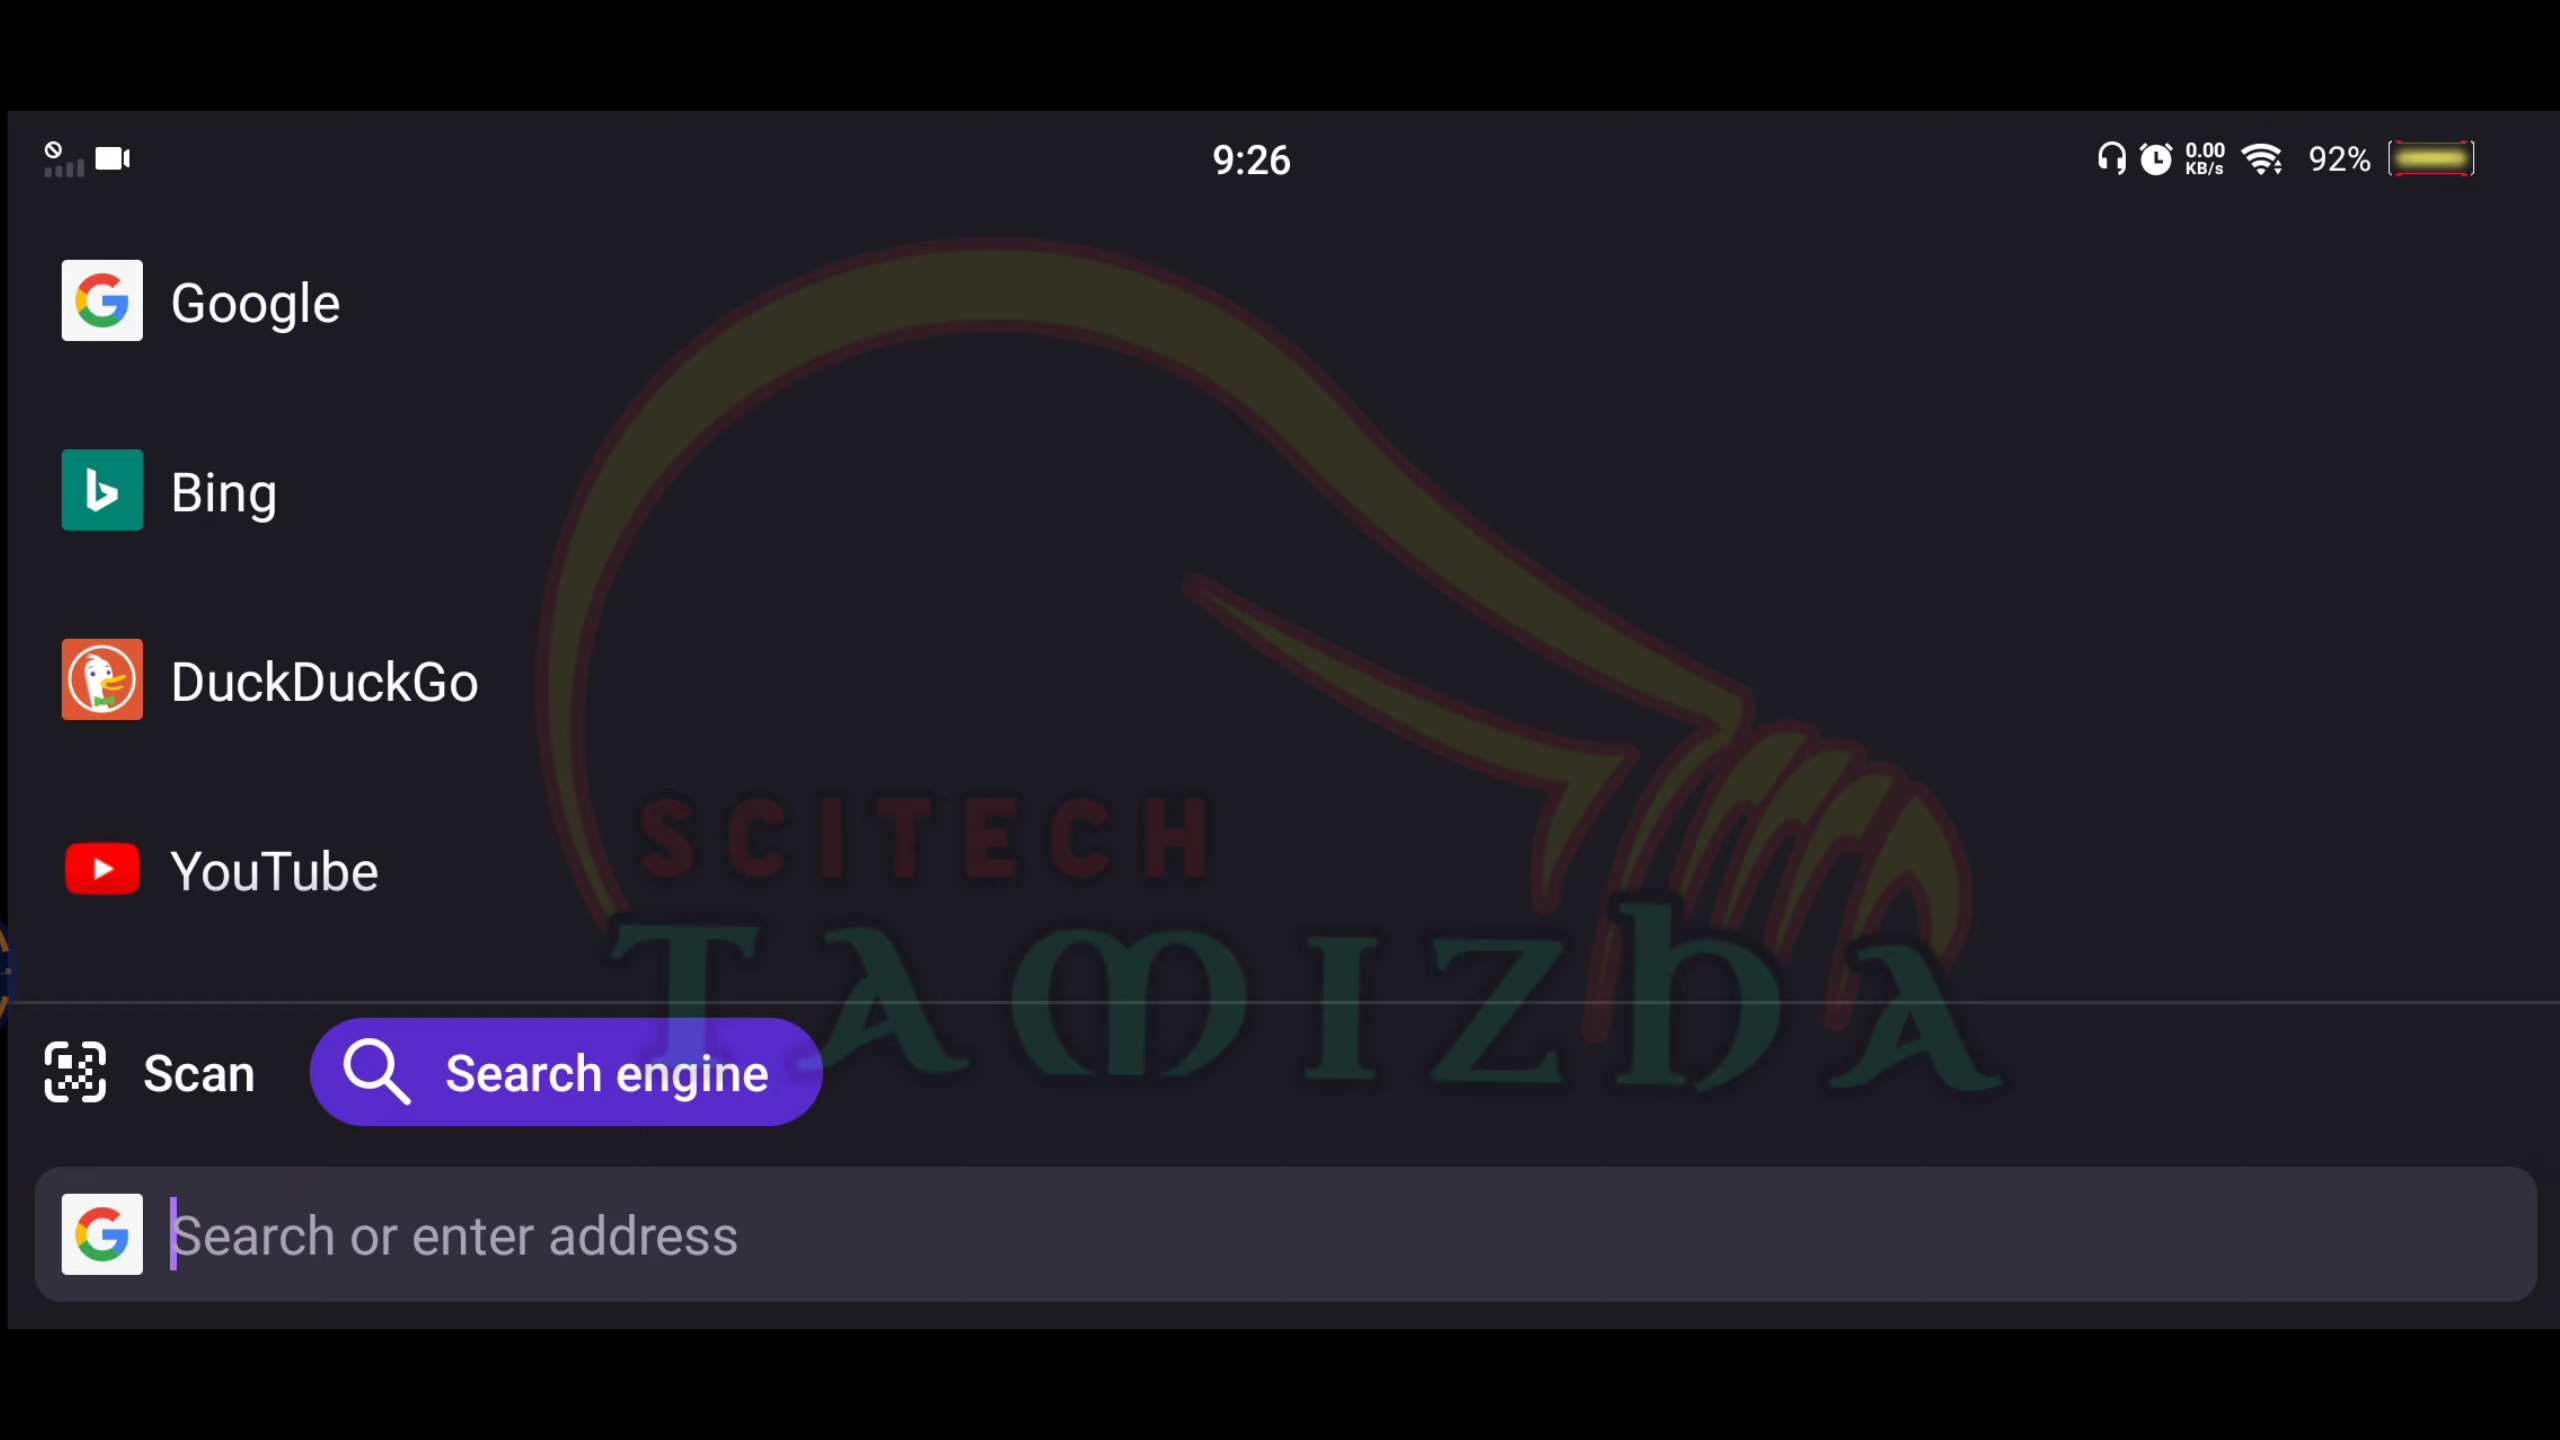 9:26
0.00
KB/s
92%
Google
Bing
DuckDuckGo
YouTube
SCITECH
TAMIZHA
Scan
Search engine
Search or enter address